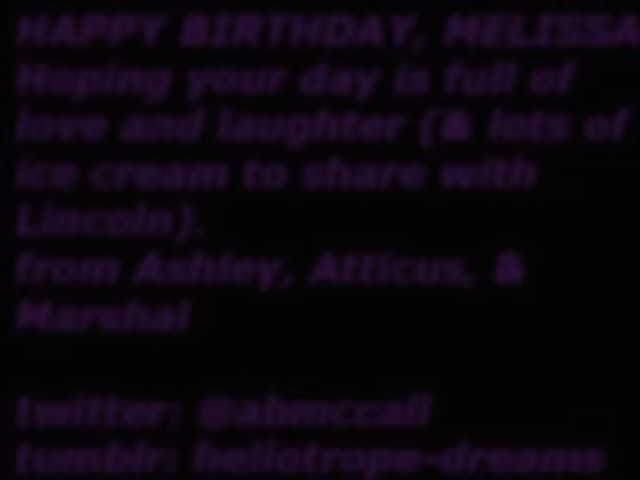 HAPPY BIRTHDAY, MELISSA
Hoping your day is full of
love and laughter (& lots of
ice cream to share with
Lincoln).
from Ashley, Atticus, &
Marshal
twitter: @abmccall
tumblr: heliotrope-dreams